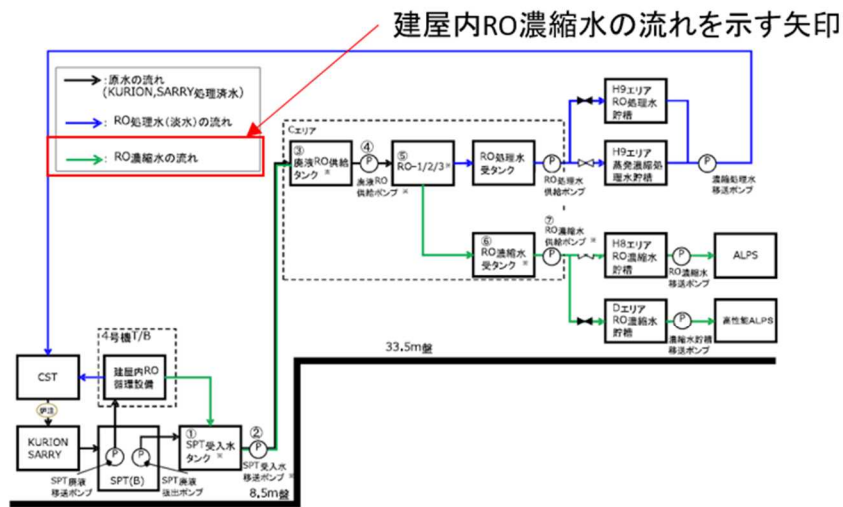 建屋内RO濃縮水の流れを示す矢印
:原水の流れ
(KURION,SARRY処理済水)
:RO処理水(淡水)の流れ
:RO濃縮水の流れ
Cエリア
③
廃液RO供給
タンク ※
④
P
廃液RO
供給ポンプ ※
⑤
RO-1/2/3※
RO処理水
受タンク
P
RO処理水
供給ポンプ
H9エリア
RO処理水
貯槽
H9エリア
蒸発濃縮処
理水貯槽
P
濃縮処理水
移送ポンプ
⑥
RO濃縮水
受タンク ※
⑦
RO濃縮水
供給ポンプ ※
P
H8エリア
RO濃縮水
貯槽
P
RO濃縮水
移送ポンプ
ALPS
Dエリア
RO濃縮水
貯槽
P
濃縮水貯槽
移送ポンプ
高性能ALPS
33.5m盤
4号機T/B
建屋内RO
循環設備
CST
炉注
KURION
SARRY
P
P
SPT廃液
移送ポンプ
SPT(B)
SPT廃液
抜出ポンプ
①
SPT受入水
タンク ※
②
P
SPT受入水
移送ポンプ ※
8.5m盤